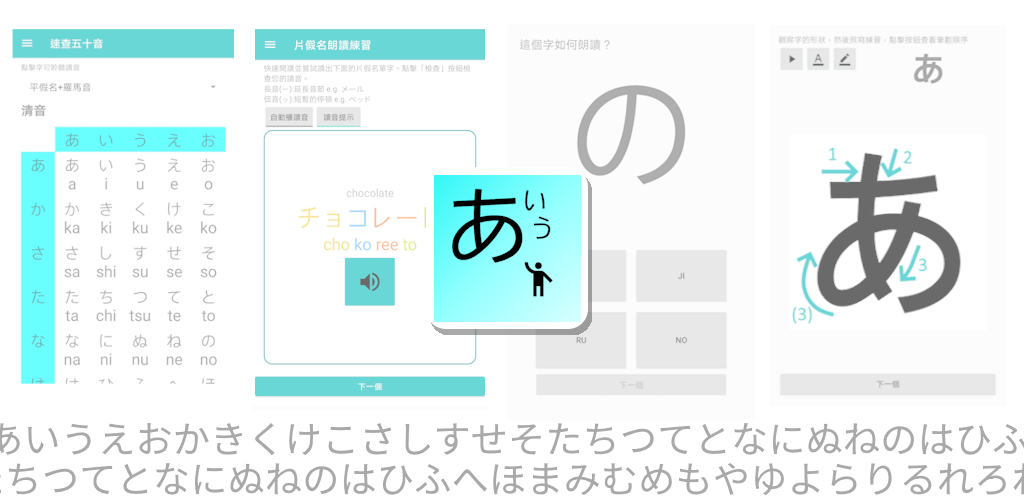 速查五十音
點擊字可聆聽讀音
平假名+羅馬音
清音
あ い う え お
あ あ い う え お
a i u e o
か か き く け こ
ka ki ku ke ko
さ さ し す せ そ
sa shi su se so
た た ち つ て と
ta chi tsu te to
な な に ぬ ね の
na ni nu ne no
は は ひ ふ へ ほ
片假名朗讀練習
快速閱讀並嘗試讀出下面的片假名單字。點擊「檢查」按鈕檢
查您的讀音。
長音(ー):延長音節 e.g. メール
促音(ッ):短暫的停頓 e.g. ベッド
自動播讀音 讀音提示
chocolate
チョコレート
cho ko ree to
下一個
あいう
這個字如何朗讀？
の
JI
RU NO
下一個
觀察字的形狀，然後照寫練習，點擊按鈕查看筆劃順序
A
あ
1 2
あ
3
(3)
下一個
あいうえおかきくけこさしすせそたちつてとなにぬねのはひふ
たちつてとなにぬねのはひふへほまみむめもやゆよらりるれろわ